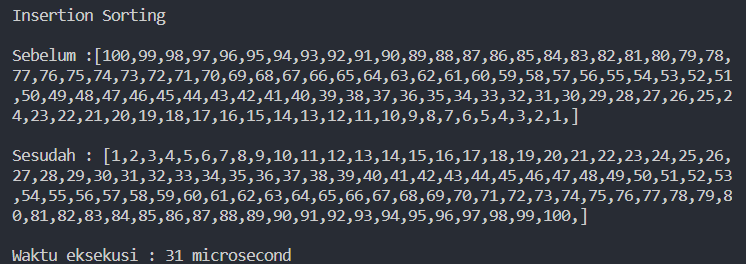 Insertion Sorting
Sebelum :[100,99,98,97,96,95,94,93,92,91,90,89,88,87,86,85,84,83,82,81,80,79,78,
77,76,75,74,73,72,71,70,69,68,67,66,65,64,63,62,61,60,59,58,57,56,55,54,53,52,51
,50,49,48,47,46,45,44,43,42,41,40,39,38,37,36,35,34,33,32,31,30,29,28,27,26,25,2
4,23,22,21,20,19,18,17,16,15,14,13,12,11,10,9,8,7,6,5,4,3,2,1,]
Sesudah : [1,2,3,4,5,6,7,8,9,10,11,12,13,14,15,16,17,18,19,20,21,22,23,24,25,26,
27,28,29,30,31,32,33,34,35,36,37,38,39,40,41,42,43,44,45,46,47,48,49,50,51,52,53
,54,55,56,57,58,59,60,61,62,63,64,65,66,67,68,69,70,71,72,73,74,75,76,77,78,79,8
0,81,82,83,84,85,86,87,88,89,90,91,92,93,94,95,96,97,98,99,100,]
Waktu eksekusi : 31 microsecond